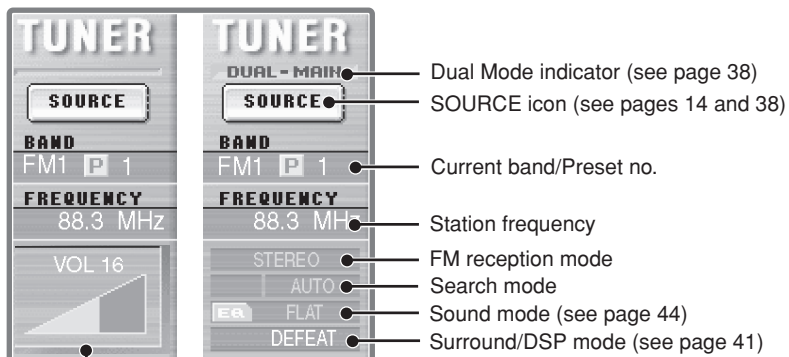 TUNER
SOURCE
BAND
FM1 P 1
FREQUENCY
88.3 MHz
VOL 16
TUNER
DUAL-MAIN
SOURCE
BAND
FM1 P 1
FREQUENCY
88.3 MHz
STEREO
AUTO
EQ FLAT
DEFEAT
Dual Mode indicator (see page 38)
SOURCE icon (see pages 14 and 38)
Current band/Preset no.
Station frequency
FM reception mode
Search mode
Sound mode (see page 44)
Surround/DSP mode (see page 41)